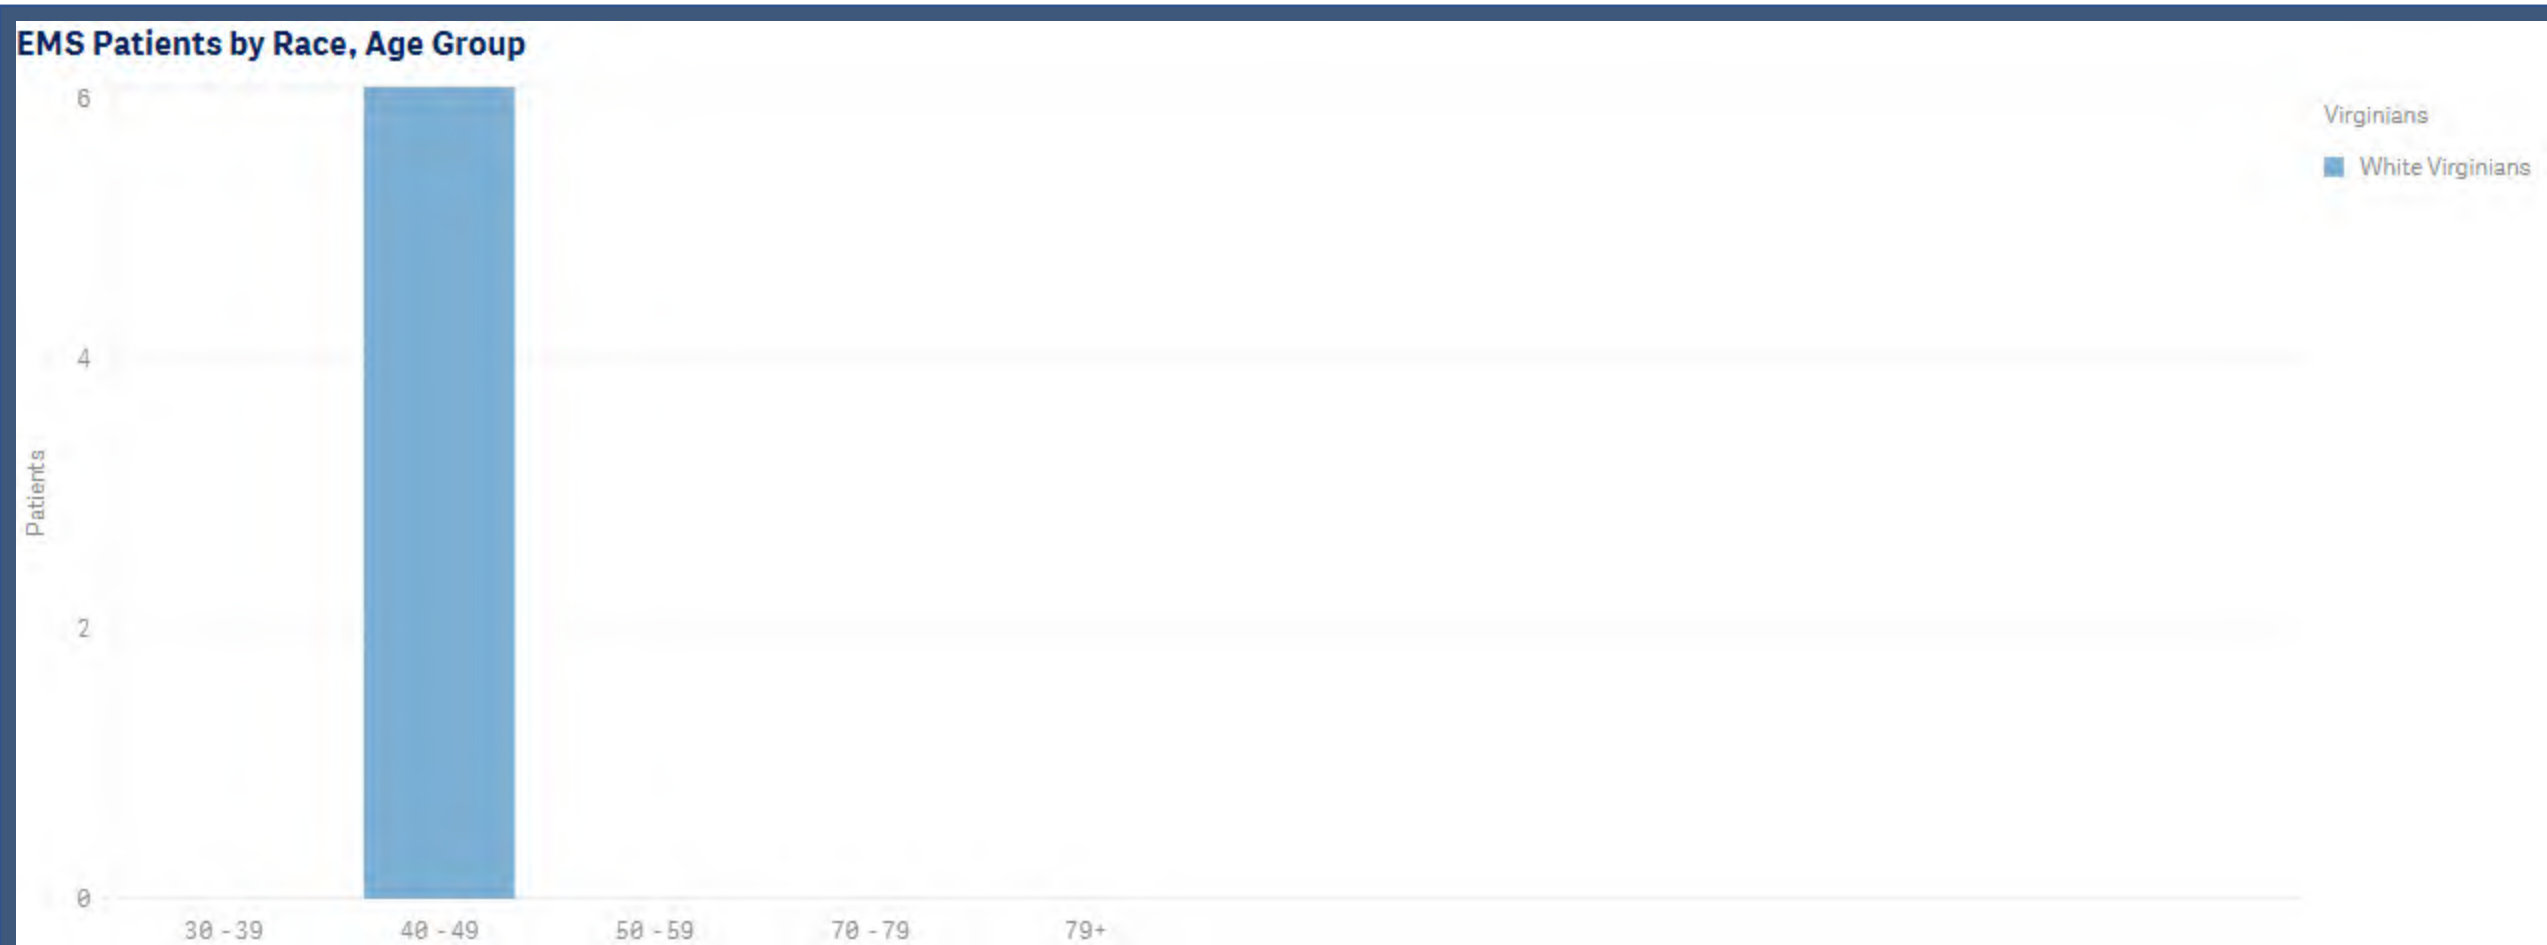 EMS Patients by Race, Age Group
6
4
2
0
Patients
30 - 39
40 - 49
50 - 59
70 - 79
79+
Virginians
White Virginians